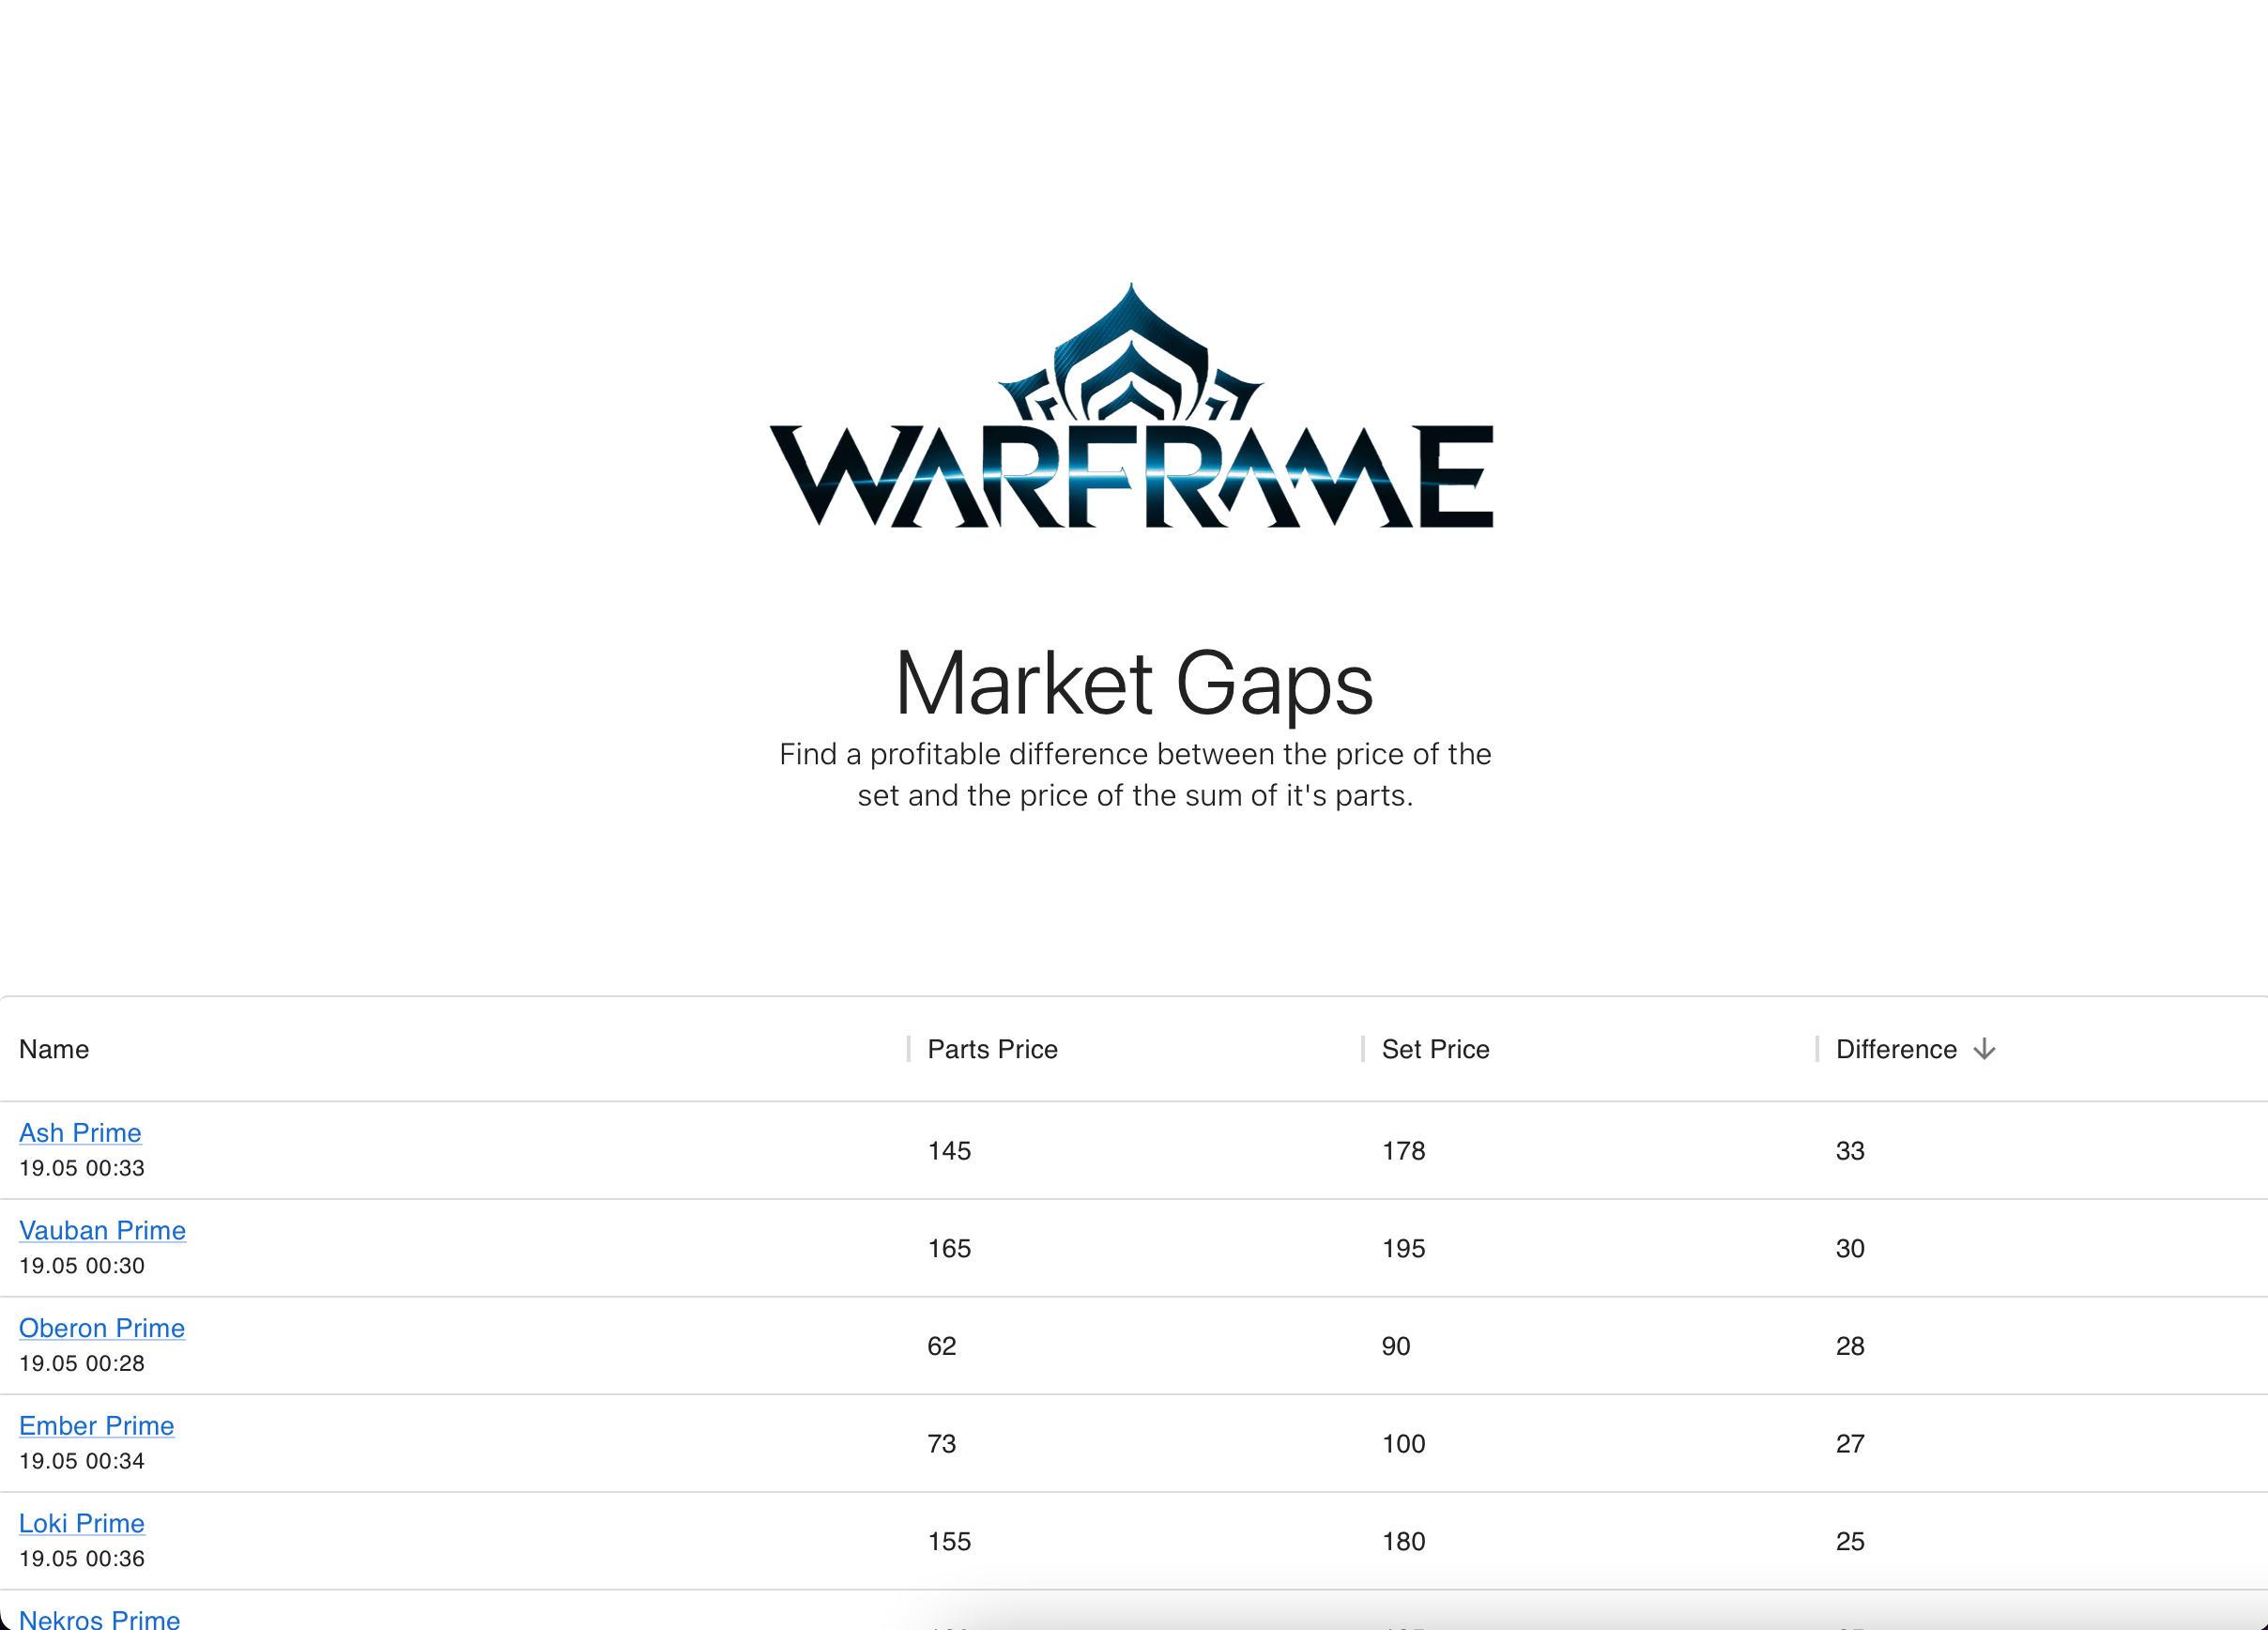 WARFRAME
Market Gaps
Find a profitable difference between the price of the
set and the price of the sum of it's parts.
Name Parts Price Set Price Difference
Ash Prime
19.05 00:33
145 178 33
Vauban Prime
19.05 00:30
165 195 30
Oberon Prime
19.05 00:28
62 90 28
Ember Prime
19.05 00:34
73 100 27
Loki Prime
19.05 00:36
155 180 25
Nekros Prime